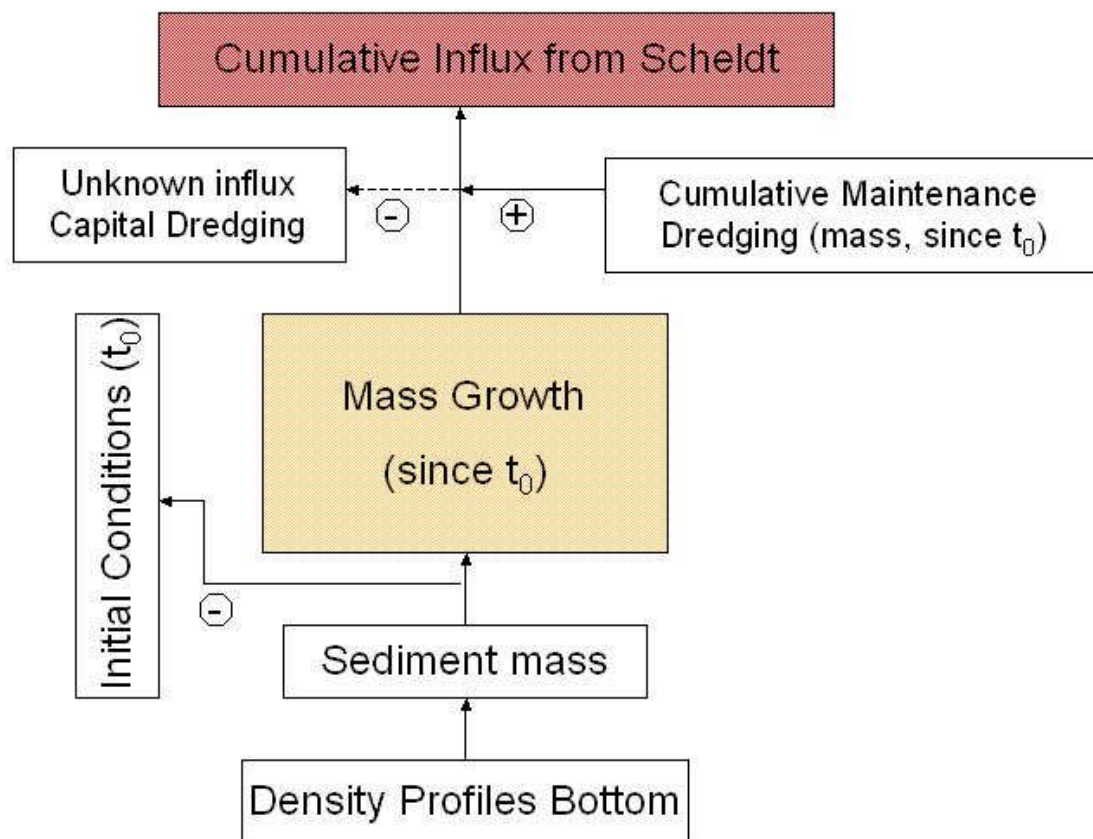 Cumulative Influx from Scheldt
Unknown influx
Capital Dredging
-
+
Cumulative Maintenance
Dredging (mass, since t₀)
Initial Conditions (t₀)
Mass Growth
(since t₀)
-
Sediment mass
Density Profiles Bottom